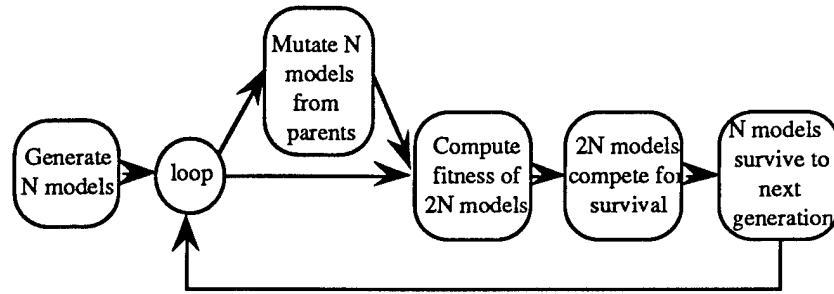 Generate
N models
loop
Mutate N
models
from
parents
Compute
fitness of
2N models
2N models
compete for
survival
N models
survive to
next
generation